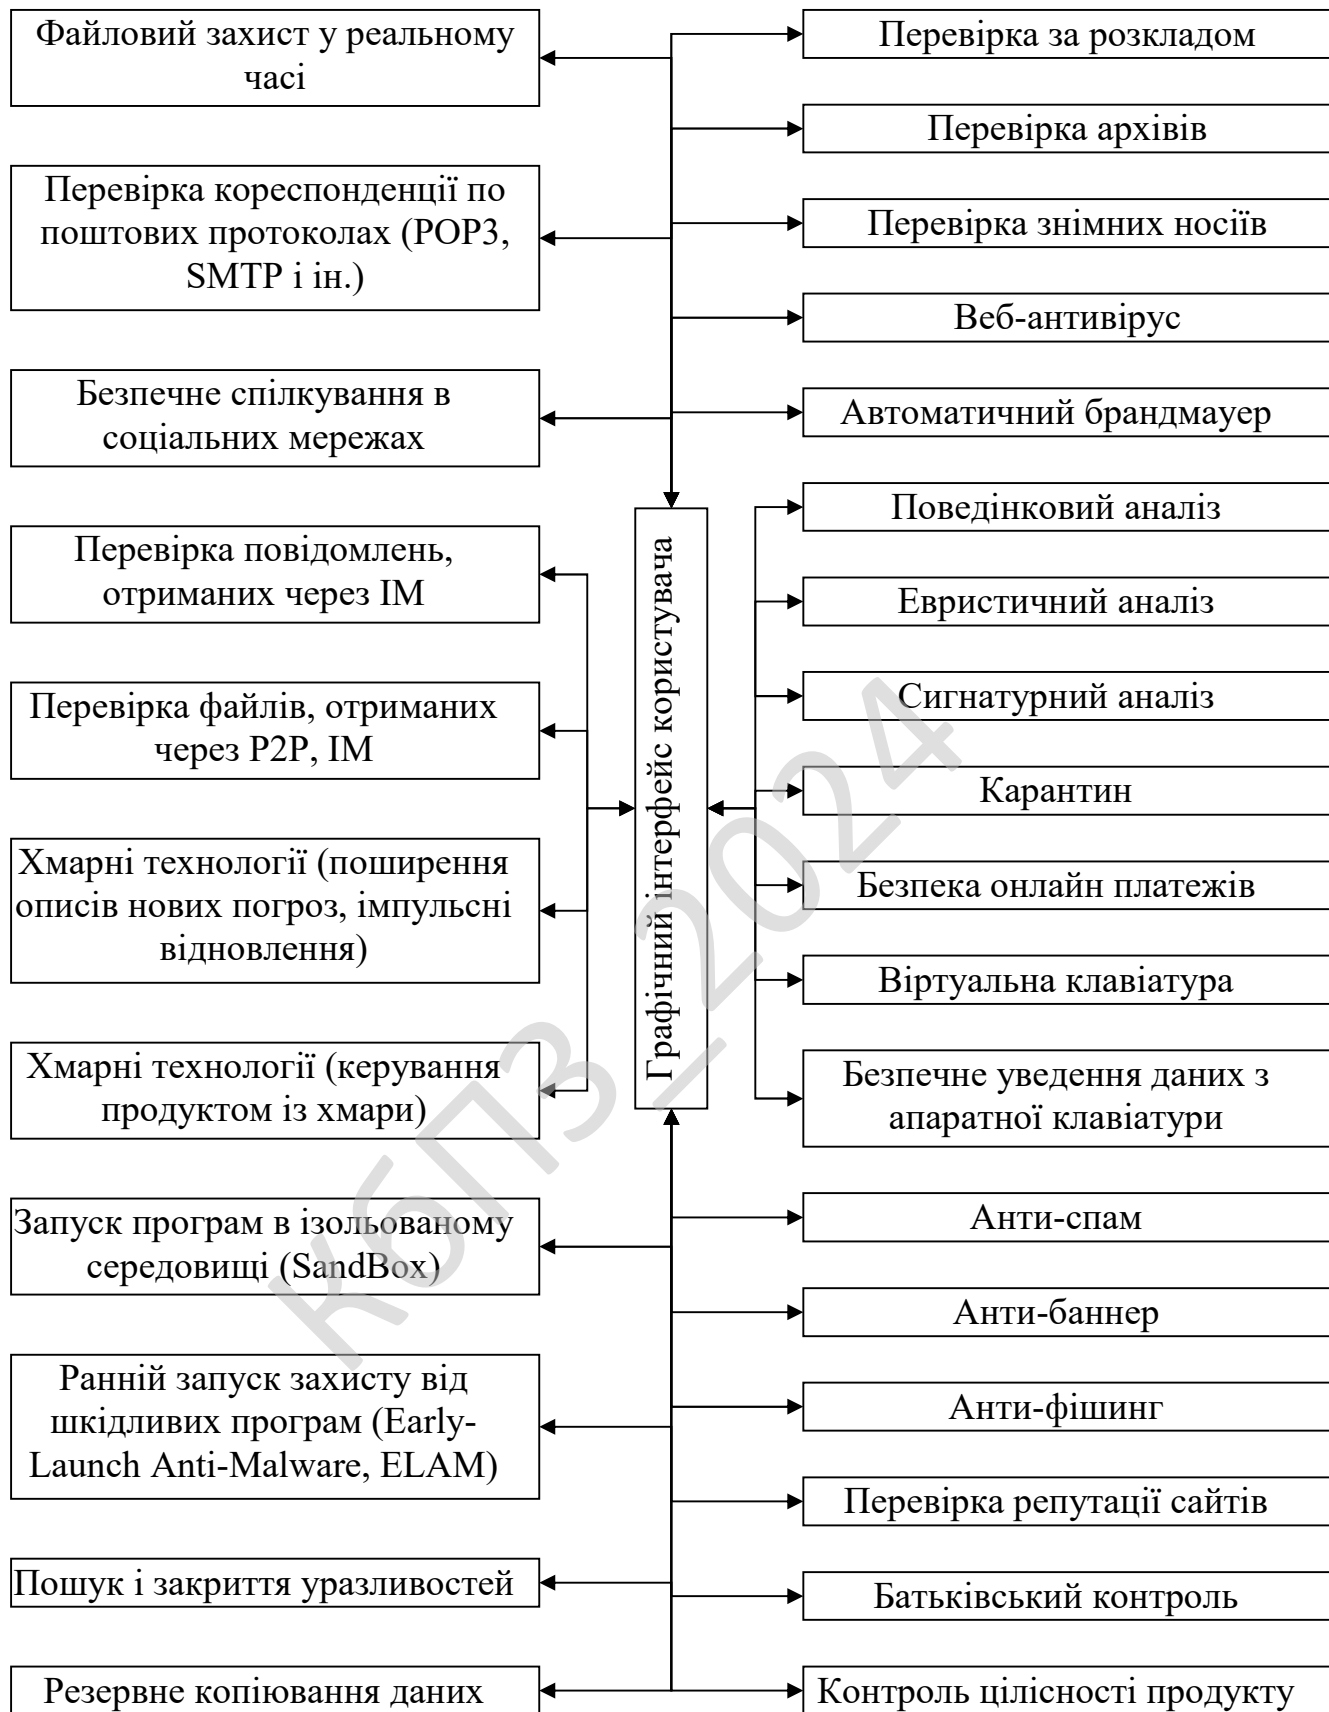 Файловий захист у реальному
часі
Перевірка кореспонденції по
поштових протоколах (POP3,
SMTP і ін.)
Безпечне спілкування в
соціальних мережах
Перевірка повідомлень,
отриманих через IM
Перевірка файлів, отриманих
через P2P, IM
Хмарні технології (поширення
описів нових погроз, імпульсні
відновлення)
Хмарні технології (керування
продуктом із хмари)
Запуск програм в ізольованому
середовищі (SandBox)
Ранній запуск захисту від
шкідливих програм (Early-
Launch Anti-Malware, ELAM)
Пошук і закриття уразливостей
Резервне копіювання даних
Графічний інтерфейс користувача
Перевірка за розкладом
Перевірка архівів
Перевірка знімних носіїв
Веб-антивірус
Автоматичний брандмауер
Поведінковий аналіз
Евристичний аналіз
Сигнатурний аналіз
Карантин
Безпека онлайн платежів
Віртуальна клавіатура
Безпечне уведення даних з
апаратної клавіатури
Анти-спам
Анти-баннер
Анти-фішинг
Перевірка репутації сайтів
Батьківський контроль
Контроль цілісності продукту
КбПЗ_2024